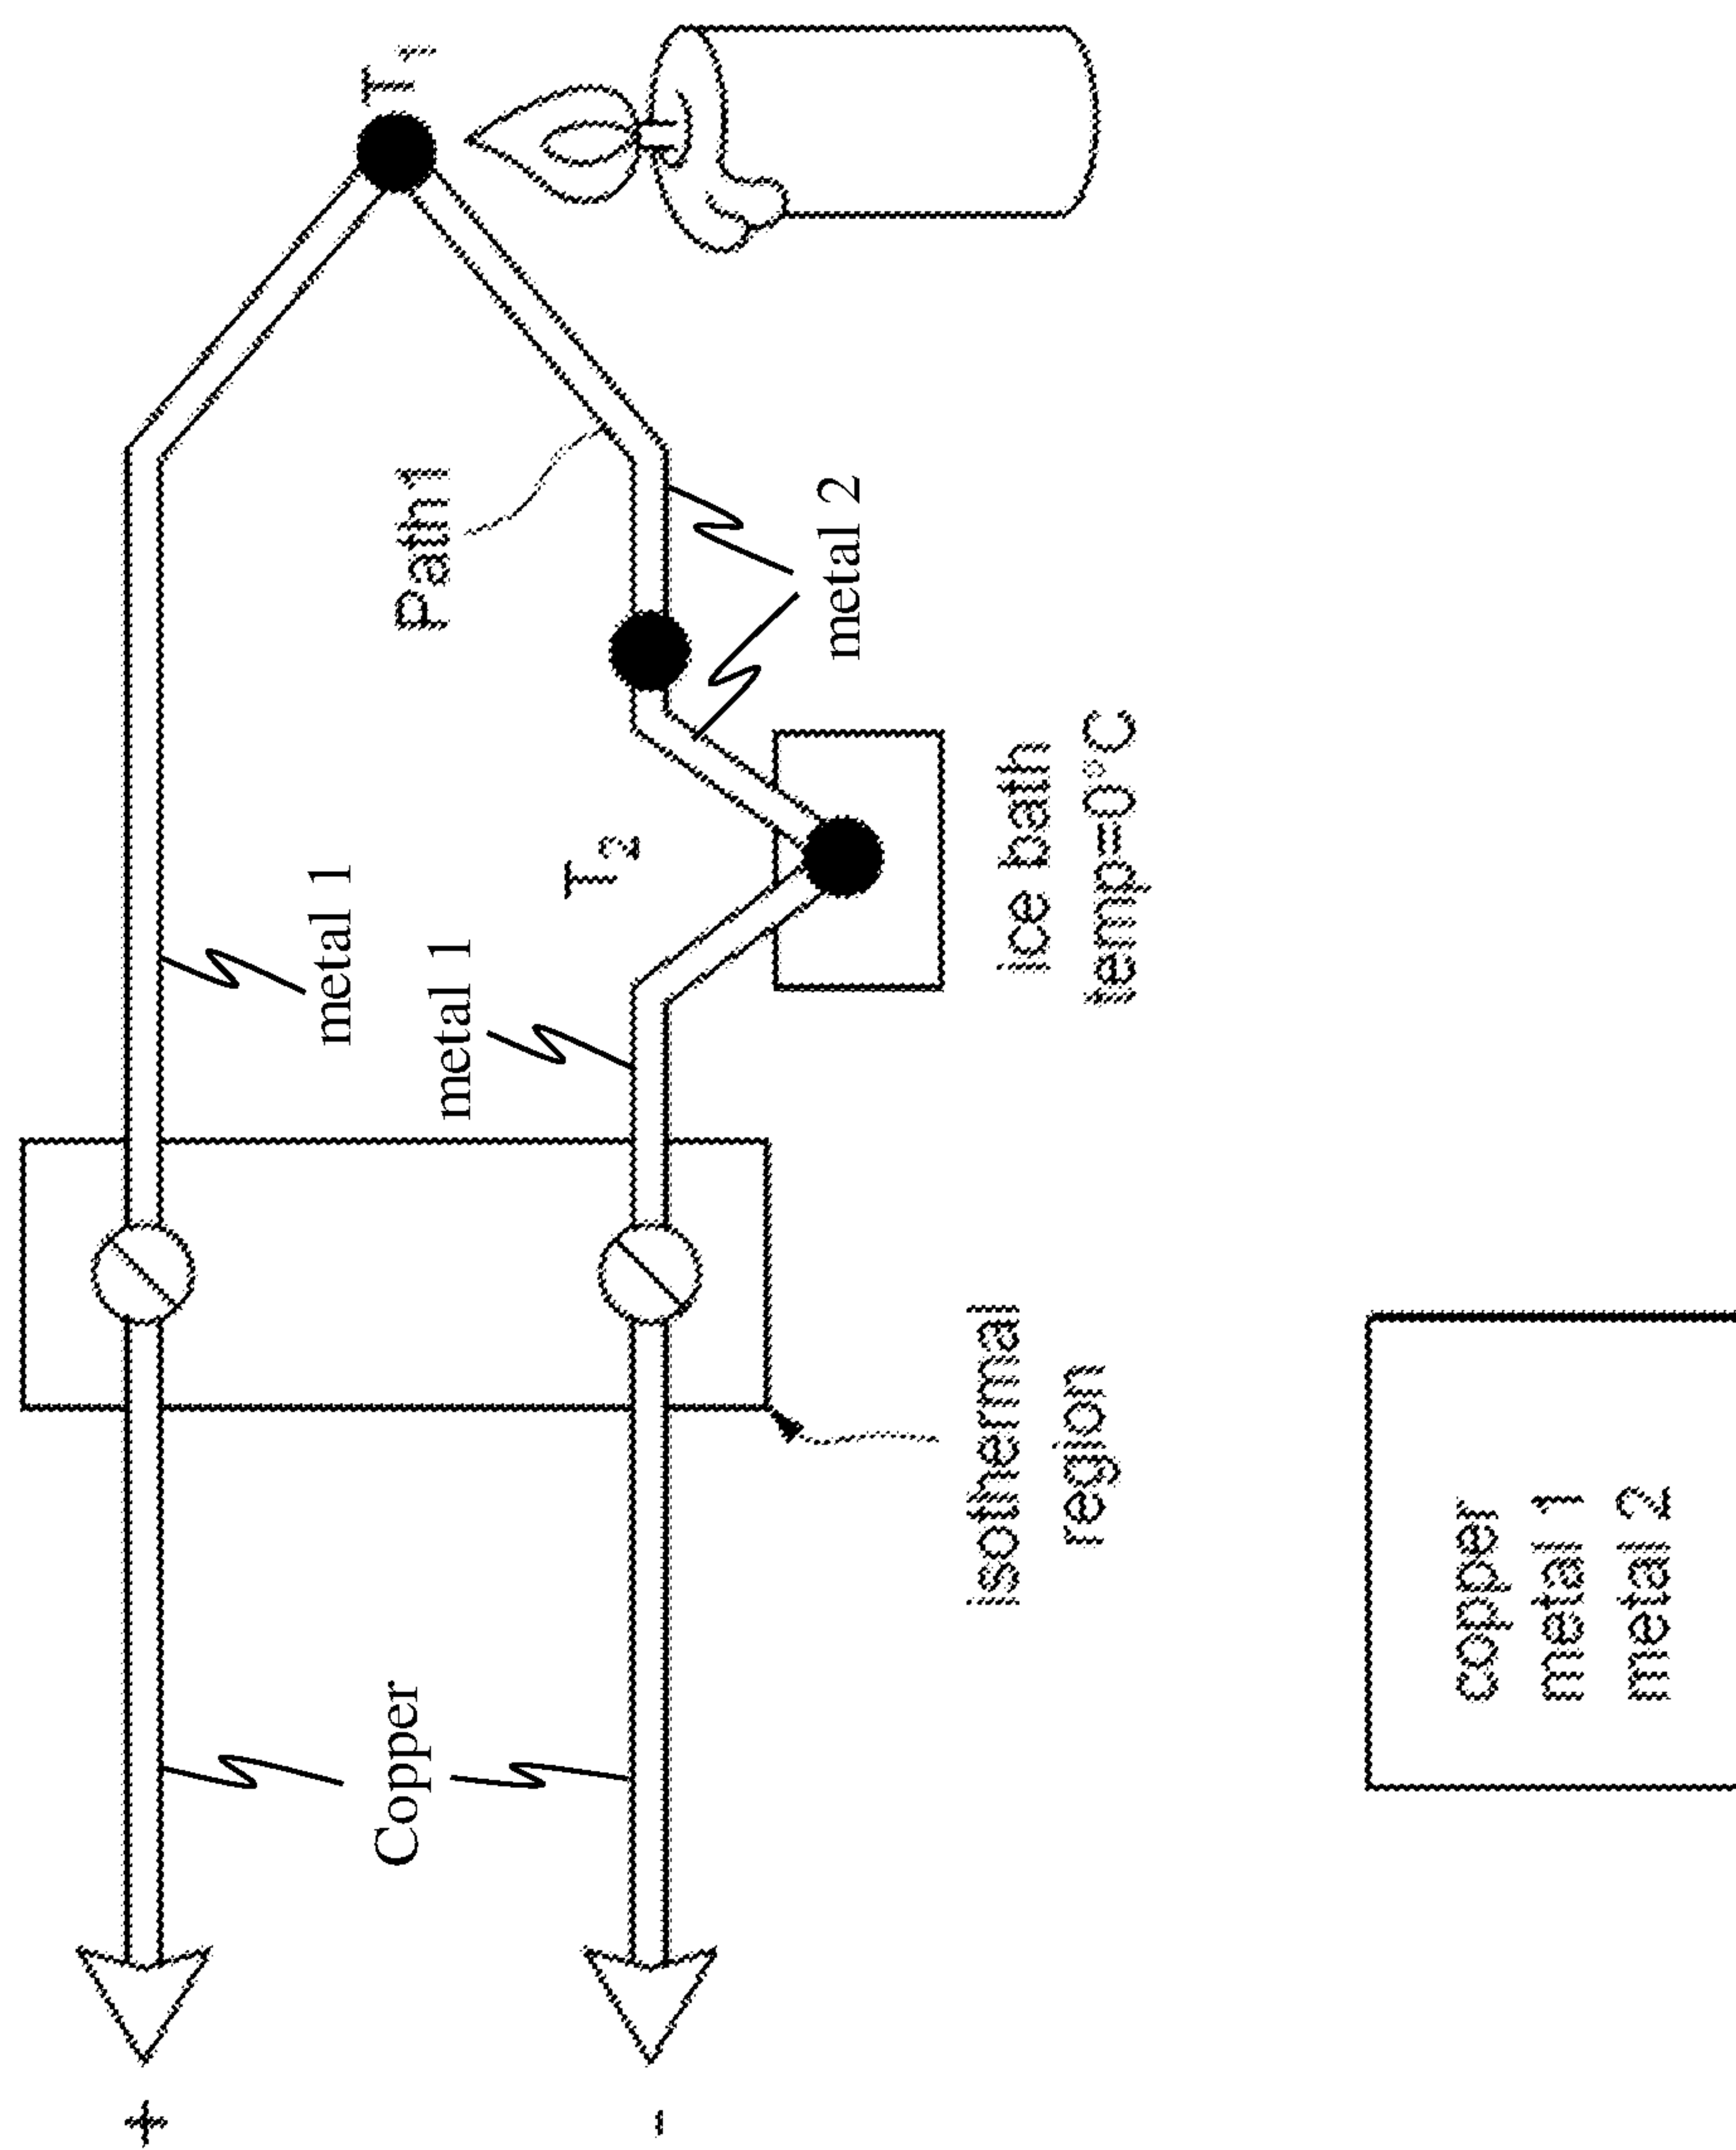 T1
Path1
metal 2
metal 1
T2
metal 1
ice bath
temp=0°C
isothermal
region
Copper
+
-
copper
metal 1
metal 2